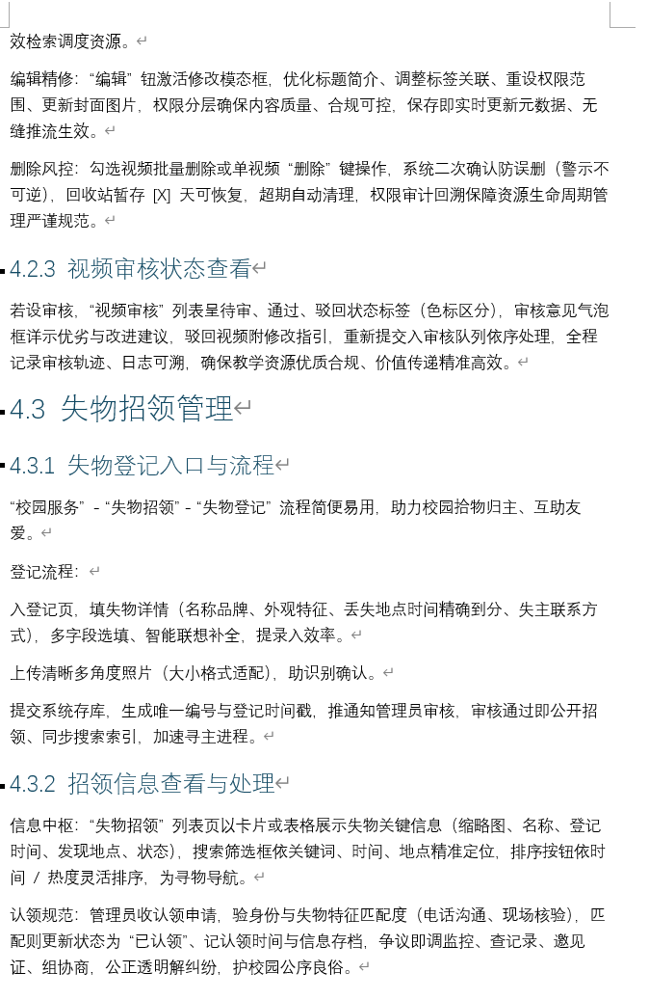 效检索调度资源。
编辑精修：“编辑” 钮激活修改模态框，优化标题简介、调整标签关联、重设权限范
围、更新封面图片，权限分层确保内容质量、合规可控，保存即实时更新元数据、无
缝推流生效。
删除风控：勾选视频批量删除或单视频 “删除” 键操作，系统二次确认防误删（警示不
可逆），回收站暂存 [X] 天可恢复，超期自动清理，权限审计回溯保障资源生命周期管
理严谨规范。
4.2.3 视频审核状态查看
若设审核，“视频审核” 列表呈待审、通过、驳回状态标签（色标区分），审核意见气泡
框详示优劣与改进建议，驳回视频附修改指引，重新提交入审核队列依序处理，全程
记录审核轨迹、日志可溯，确保教学资源优质合规、价值传递精准高效。
4.3 失物招领管理
4.3.1 失物登记入口与流程
“校园服务” - “失物招领” - “失物登记” 流程简便易用，助力校园拾物归主、互助友
爱。
登记流程：
入登记页，填失物详情（名称品牌、外观特征、丢失地点时间精确到分、失主联系方
式），多字段选填、智能联想补全，提录入效率。
上传清晰多角度照片（大小格式适配），助识别确认。
提交系统存库，生成唯一编号与登记时间戳，推通知管理员审核，审核通过即公开招
领、同步搜索索引，加速寻主进程。
4.3.2 招领信息查看与处理
信息中枢：“失物招领” 列表页以卡片或表格展示失物关键信息（缩略图、名称、登记
时间、发现地点、状态），搜索筛选框依关键词、时间、地点精准定位，排序按钮依时
间 / 热度灵活排序，为寻物导航。
认领规范：管理员收认领申请，验身份与失物特征匹配度（电话沟通、现场核验），匹
配则更新状态为 “已认领”、记认领时间与信息存档，争议即调监控、查记录、邀见
证、组协商，公正透明解纠纷，护校园公序良俗。